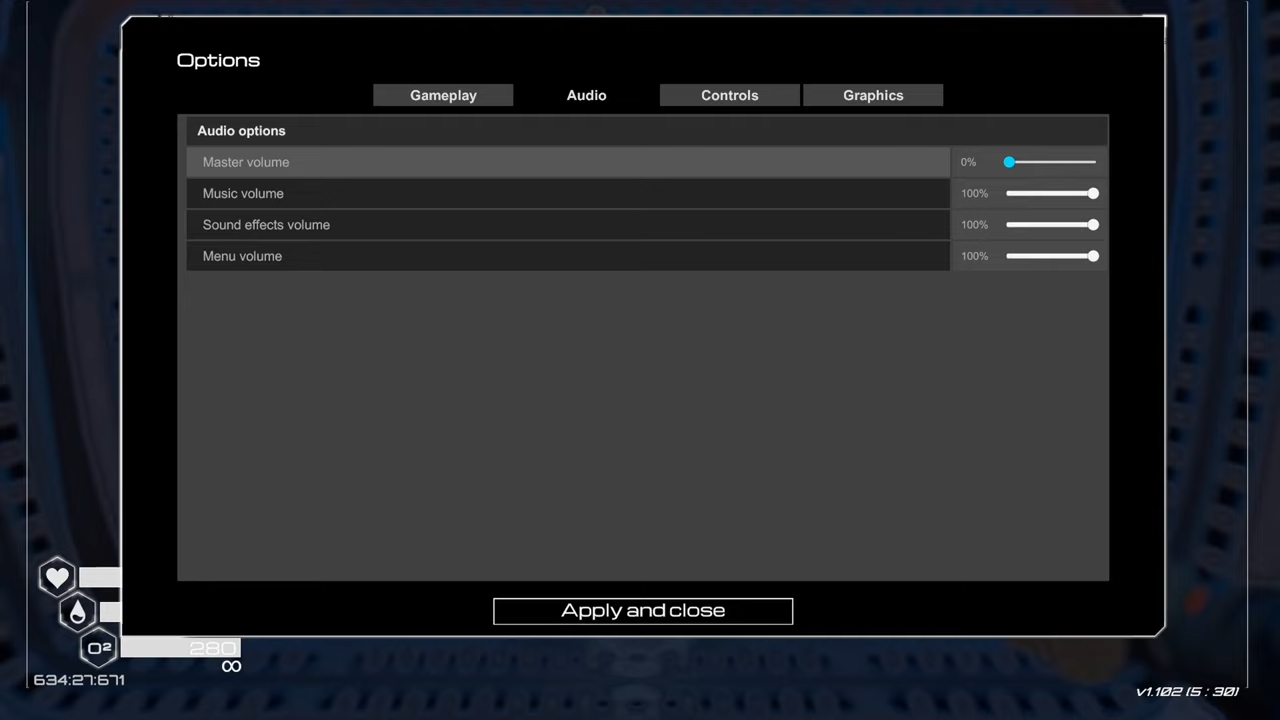 Options
Gameplay Audio Controls Graphics
Audio options
Master volume 0%
Music volume 100%
Sound effects volume 100%
Menu volume 100%
Apply and close
O² 280
∞
634:27:671
v1.102 (5 : 30)